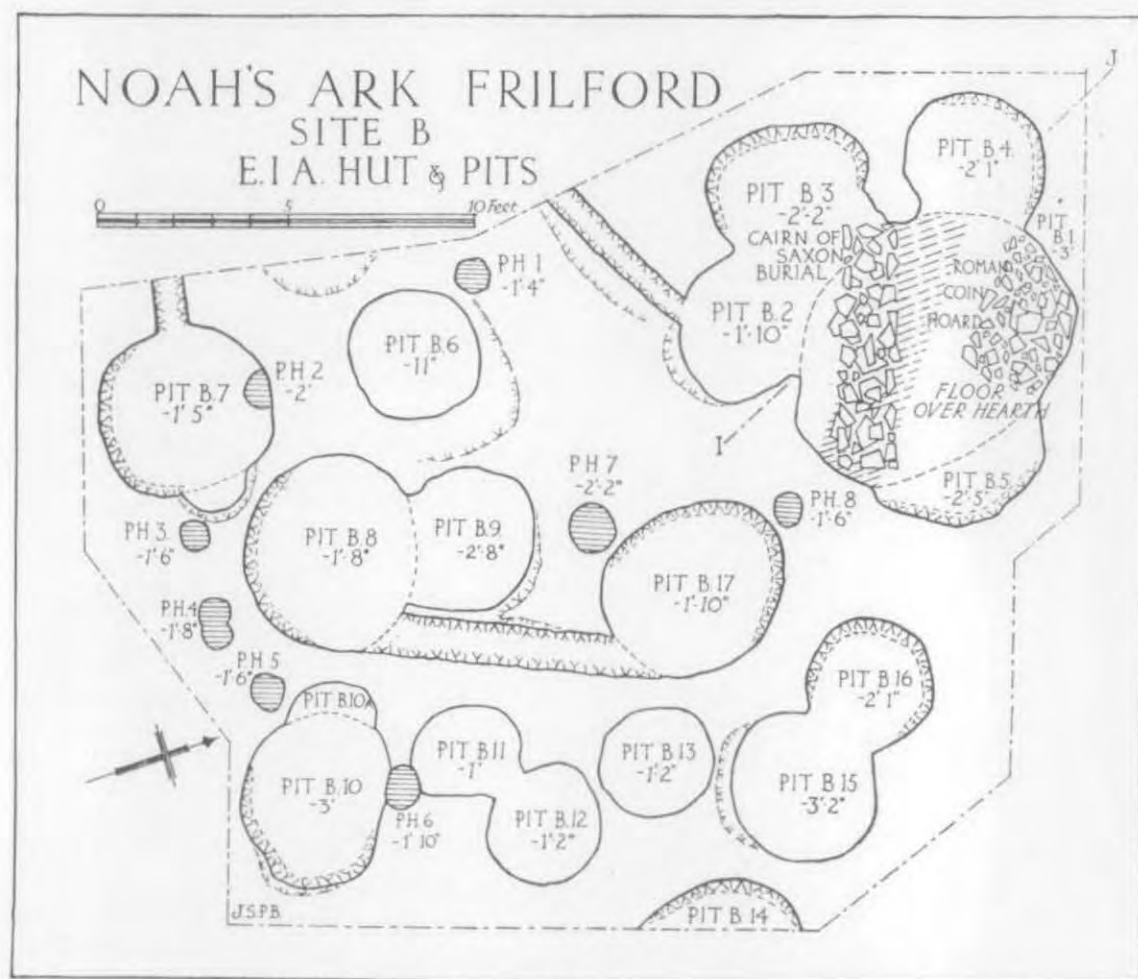 NOAH'S ARK FRILFORD
SITE B
E.I.A. HUT & PITS
0 5 10 Feet
J
PIT B.4.
-2'1"
PIT B 3
-2'-2"
PIT
B.1
-3'
CAIRN OF
SAXON
BURIAL
ROMAN
COIN
HOARD
PH 1
-1'-4"
PIT B.2
-1'-10"
PIT B.6
-11"
PH 2
-2'
PIT B.7
-1' 5"
FLOOR
OVER HEARTH
I
PH 7
-2'-2"
PIT B.5
-2'5"
PH.8
-1'6"
PH 3.
-1'6"
PIT B.8
-1'-8"
PIT B.9
-2'-8"
PIT B.17
-1'-10"
PH.4
-1'-8"
PH 5
-1'6"
PIT B.10A
PIT B.16
-2' 1"
PIT B.11
-1'
PIT B.13
-1'2"
PIT B.10
-3'
PIT B.15
-3'-2"
PH.6
-1' 10"
PIT B.12
-1'-2"
J.S.P.B.
PIT B 14